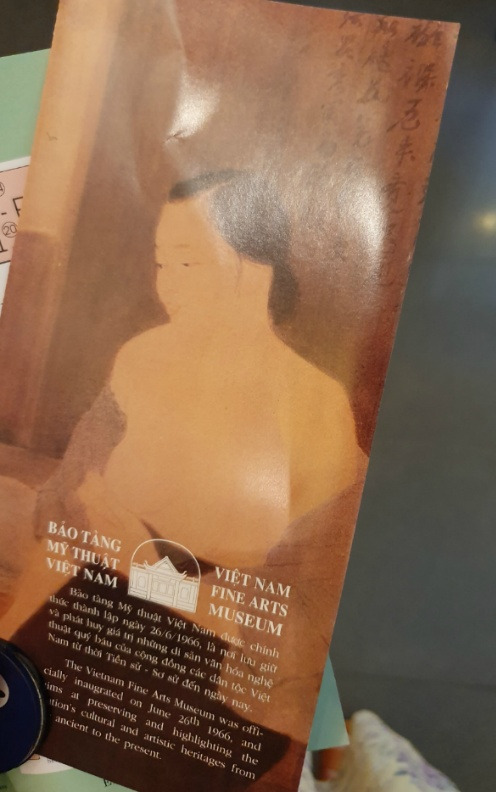 BẢO TÀNG
MỸ THUẬT
VIỆT NAM
VIỆT NAM
FINE ARTS
MUSEUM
Bảo tàng Mỹ thuật Việt Nam được chính
thức thành lập ngày 26/6/1966, là nơi lưu giữ
và phát huy giá trị những di sản văn hóa nghệ
thuật quý báu của cộng đồng các dân tộc Việt
Nam từ thời Tiền sử - Sơ sử đến ngày nay.
The Vietnam Fine Arts Museum was offi-
cially inaugrated on June 26th 1966, and
ims at preserving and highlighting the
tion's cultural and artistic heritages from
ancient to the present.